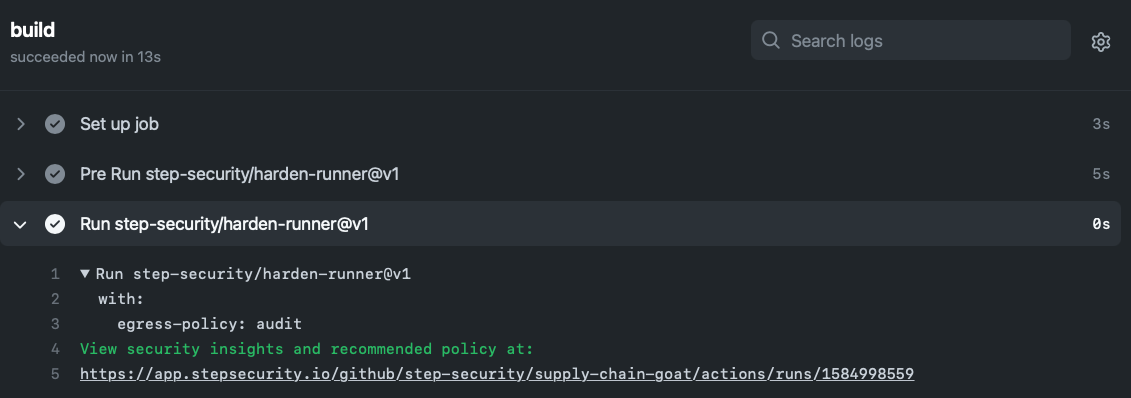 build
succeeded now in 13s
Search logs
Set up job 3s
Pre Run step-security/harden-runner@v1 5s
Run step-security/harden-runner@v1 0s
1 ▼ Run step-security/harden-runner@v1
2 with:
3 egress-policy: audit
4 View security insights and recommended policy at:
5 https://app.stepsecurity.io/github/step-security/supply-chain-goat/actions/runs/1584998559